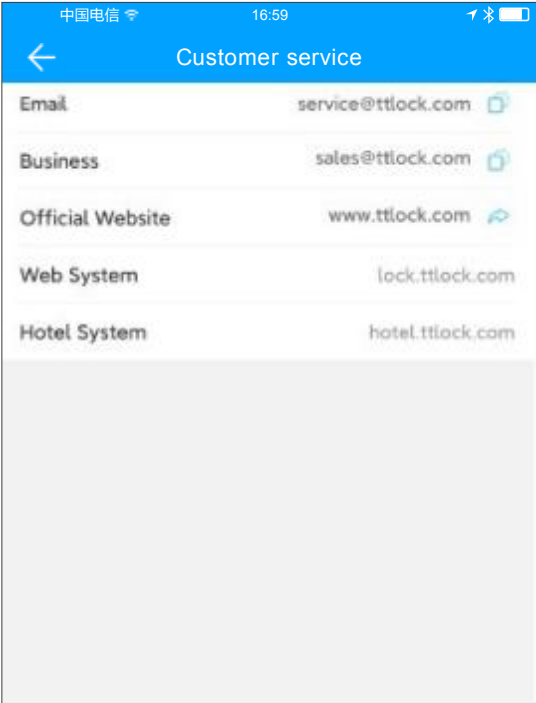 中国电信 16:59
Customer service
Email service@ttlock.com
Business sales@ttlock.com
Official Website www.ttlock.com
Web System lock.ttlock.com
Hotel System hotel.ttlock.com